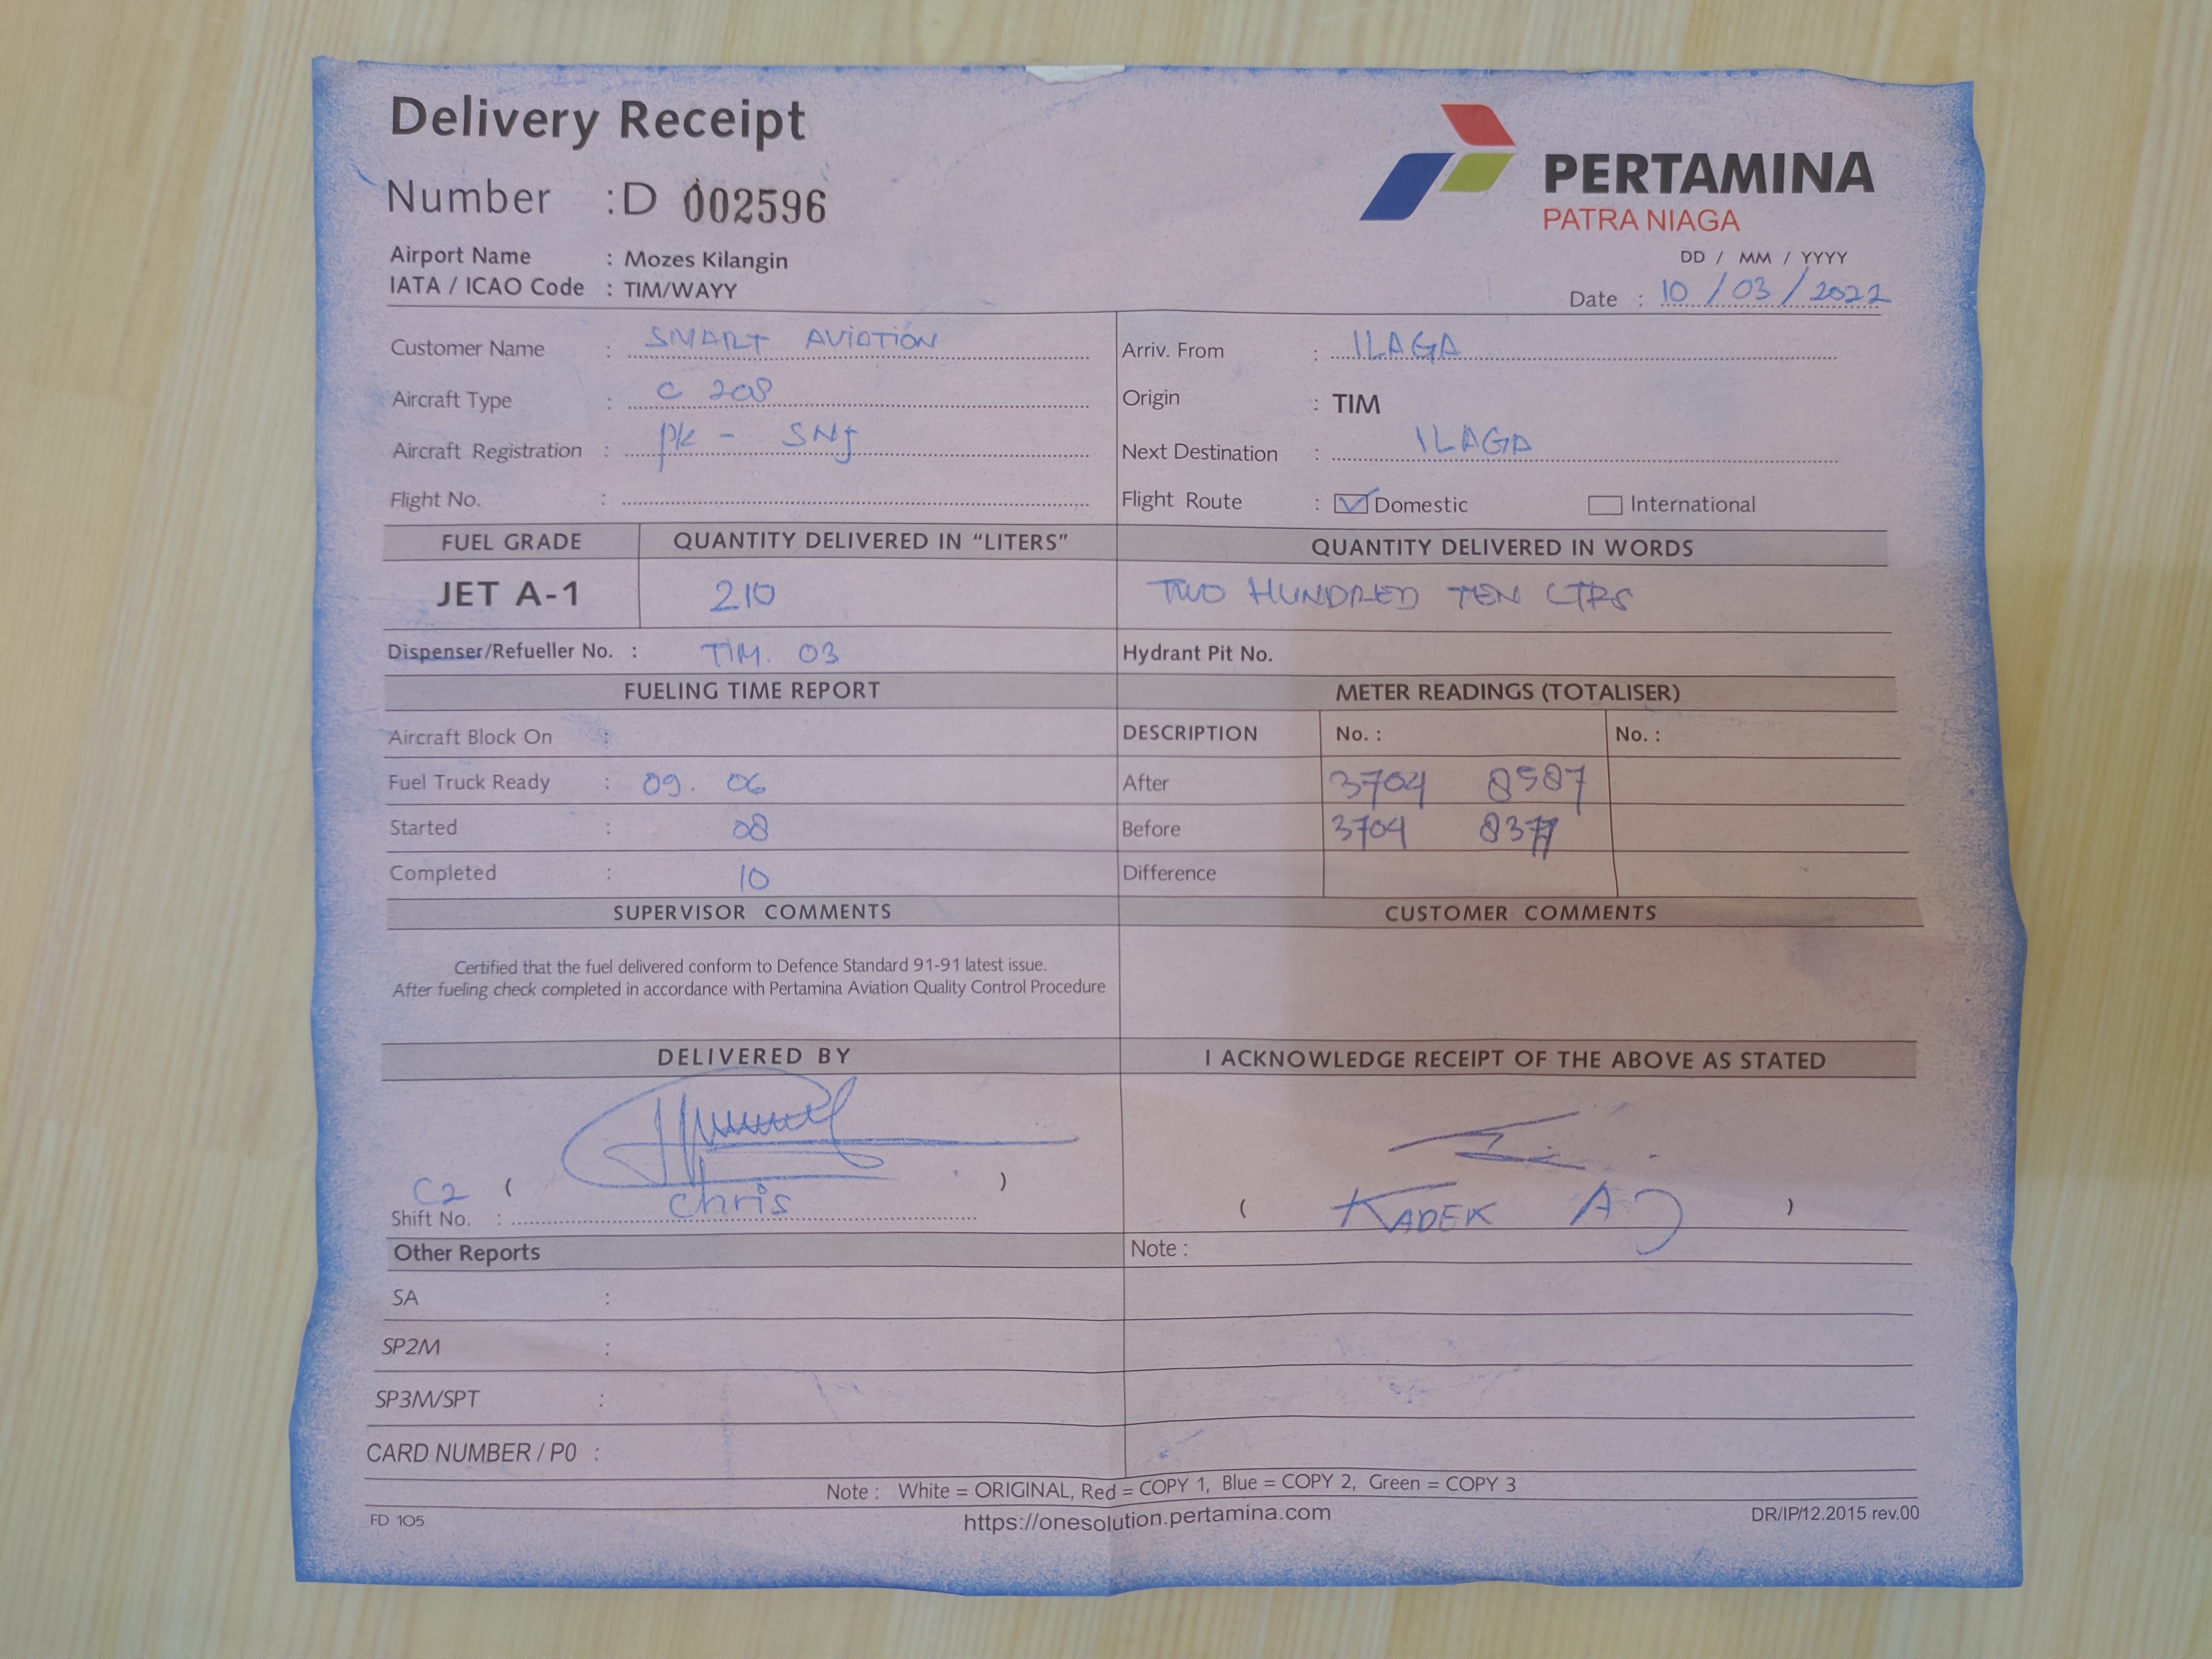 Delivery Receipt
Number :D 002596
PERTAMINA
PATRA NIAGA
Airport Name : Mozes Kilangin
IATA / ICAO Code : TIM/WAYY
DD / MM / YYYY
Date : 10 / 03 / 2022
Customer Name : SMART AVIATION
Arriv. From : ILAGA
Aircraft Type : C 208
Origin : TIM
Aircraft Registration : PK - SNJ
Next Destination : ILAGA
Flight No. :
Flight Route : Domestic International
FUEL GRADE QUANTITY DELIVERED IN "LITERS" QUANTITY DELIVERED IN WORDS
JET A-1 210 TWO HUNDRED TEN LTRS
Dispenser/Refueller No. : TIM. 03 Hydrant Pit No.
FUELING TIME REPORT METER READINGS (TOTALISER)
Aircraft Block On : DESCRIPTION No. : No. :
Fuel Truck Ready : 09. 06 After 3704 8587
Started : 08 Before 3704 8377
Completed : 10 Difference
SUPERVISOR COMMENTS CUSTOMER COMMENTS
Certified that the fuel delivered conform to Defence Standard 91-91 latest issue.
After fueling check completed in accordance with Pertamina Aviation Quality Control Procedure
DELIVERED BY I ACKNOWLEDGE RECEIPT OF THE ABOVE AS STATED
C2 ( Chris )
Shift No. :
( KADEK A )
Other Reports Note :
SA :
SP2M :
SP3M/SPT :
CARD NUMBER / P0 :
Note : White = ORIGINAL, Red = COPY 1, Blue = COPY 2, Green = COPY 3
FD 105 https://onesolution.pertamina.com DR/IP/12.2015 rev.00